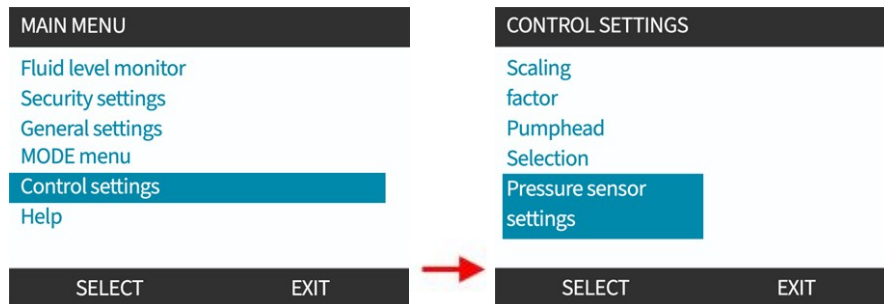 MAIN MENU
Fluid level monitor
Security settings
General settings
MODE menu
Control settings
Help
SELECT EXIT
CONTROL SETTINGS
Scaling
factor
Pumphead
Selection
Pressure sensor
settings
SELECT EXIT